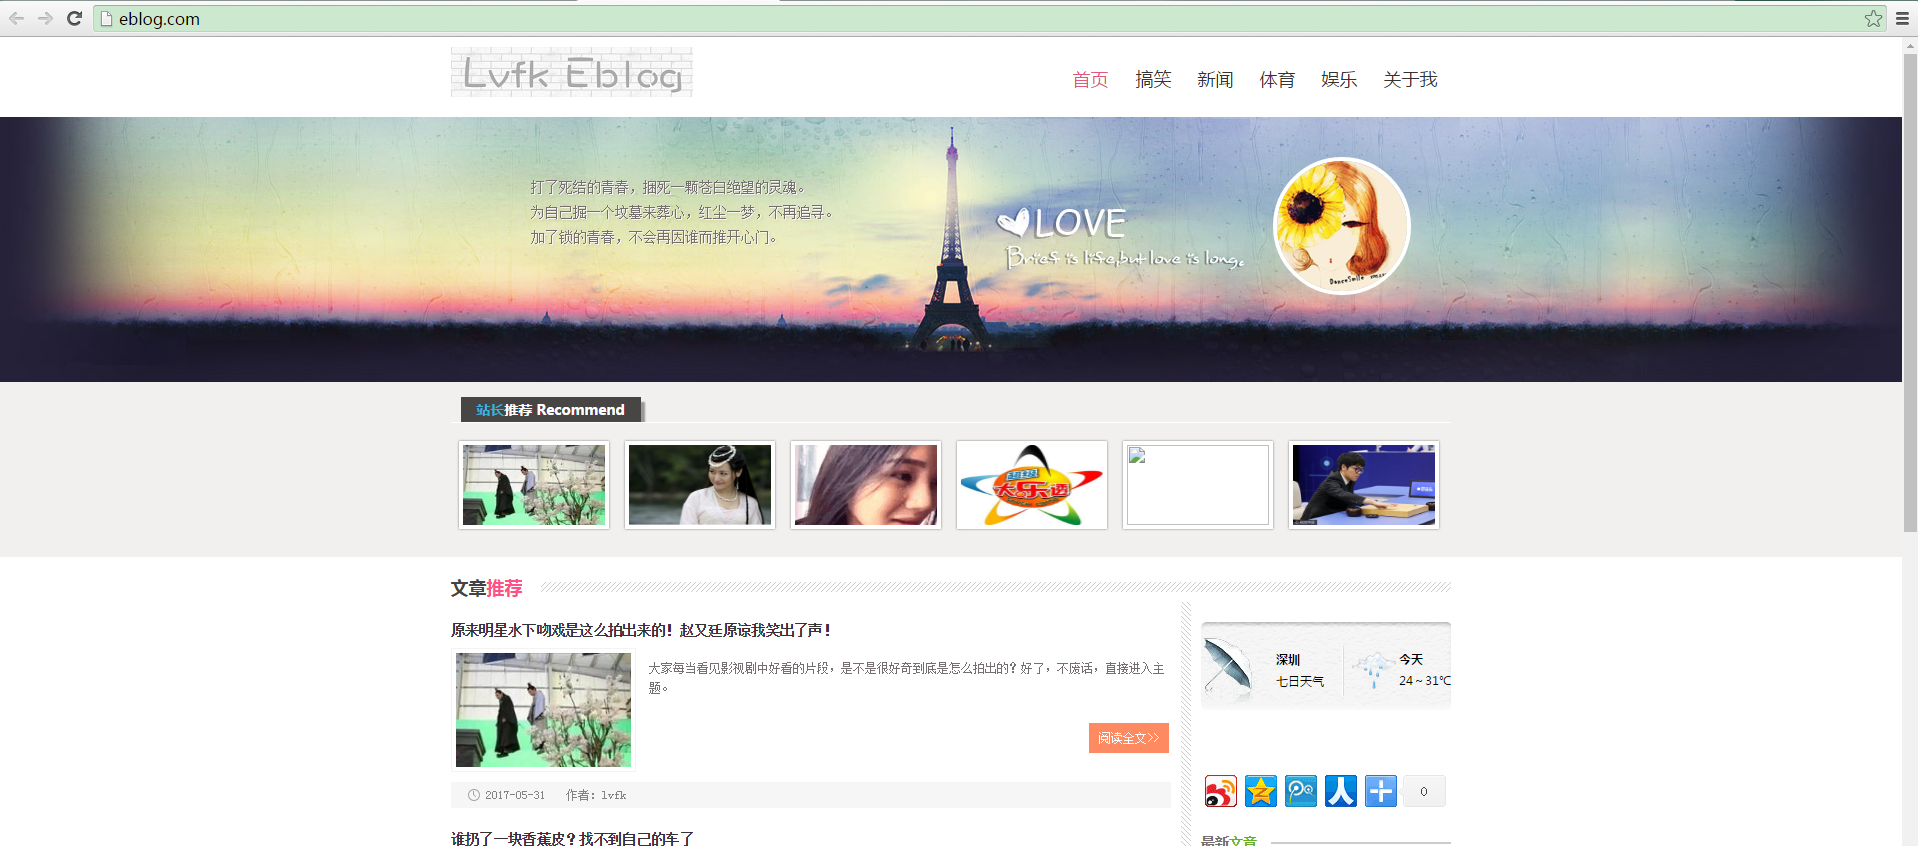 eblog.com
Lvfk Eblog
首页 搞笑 新闻 体育 娱乐 关于我
打了死结的青春，捆死一颗苍白绝望的灵魂。
为自己掘一个坟墓来葬心，红尘一梦，不再追寻。
加了锁的青春，不会再因谁而推开心门。
LOVE
Brief is life,but love is long。
DanceSmile
站长推荐 Recommend
超级
大乐透
文章推荐
原来明星水下吻戏是这么拍出来的！赵又廷原谅我笑出了声！
大家每当看见影视剧中好看的片段，是不是很好奇到底是怎么拍出的？好了，不废话，直接进入主
题。
阅读全文>>
2017-05-31 作者：lvfk
谁扔了一块香蕉皮？找不到自己的车了
深圳
七日天气
今天
24～31℃
0
最新文章